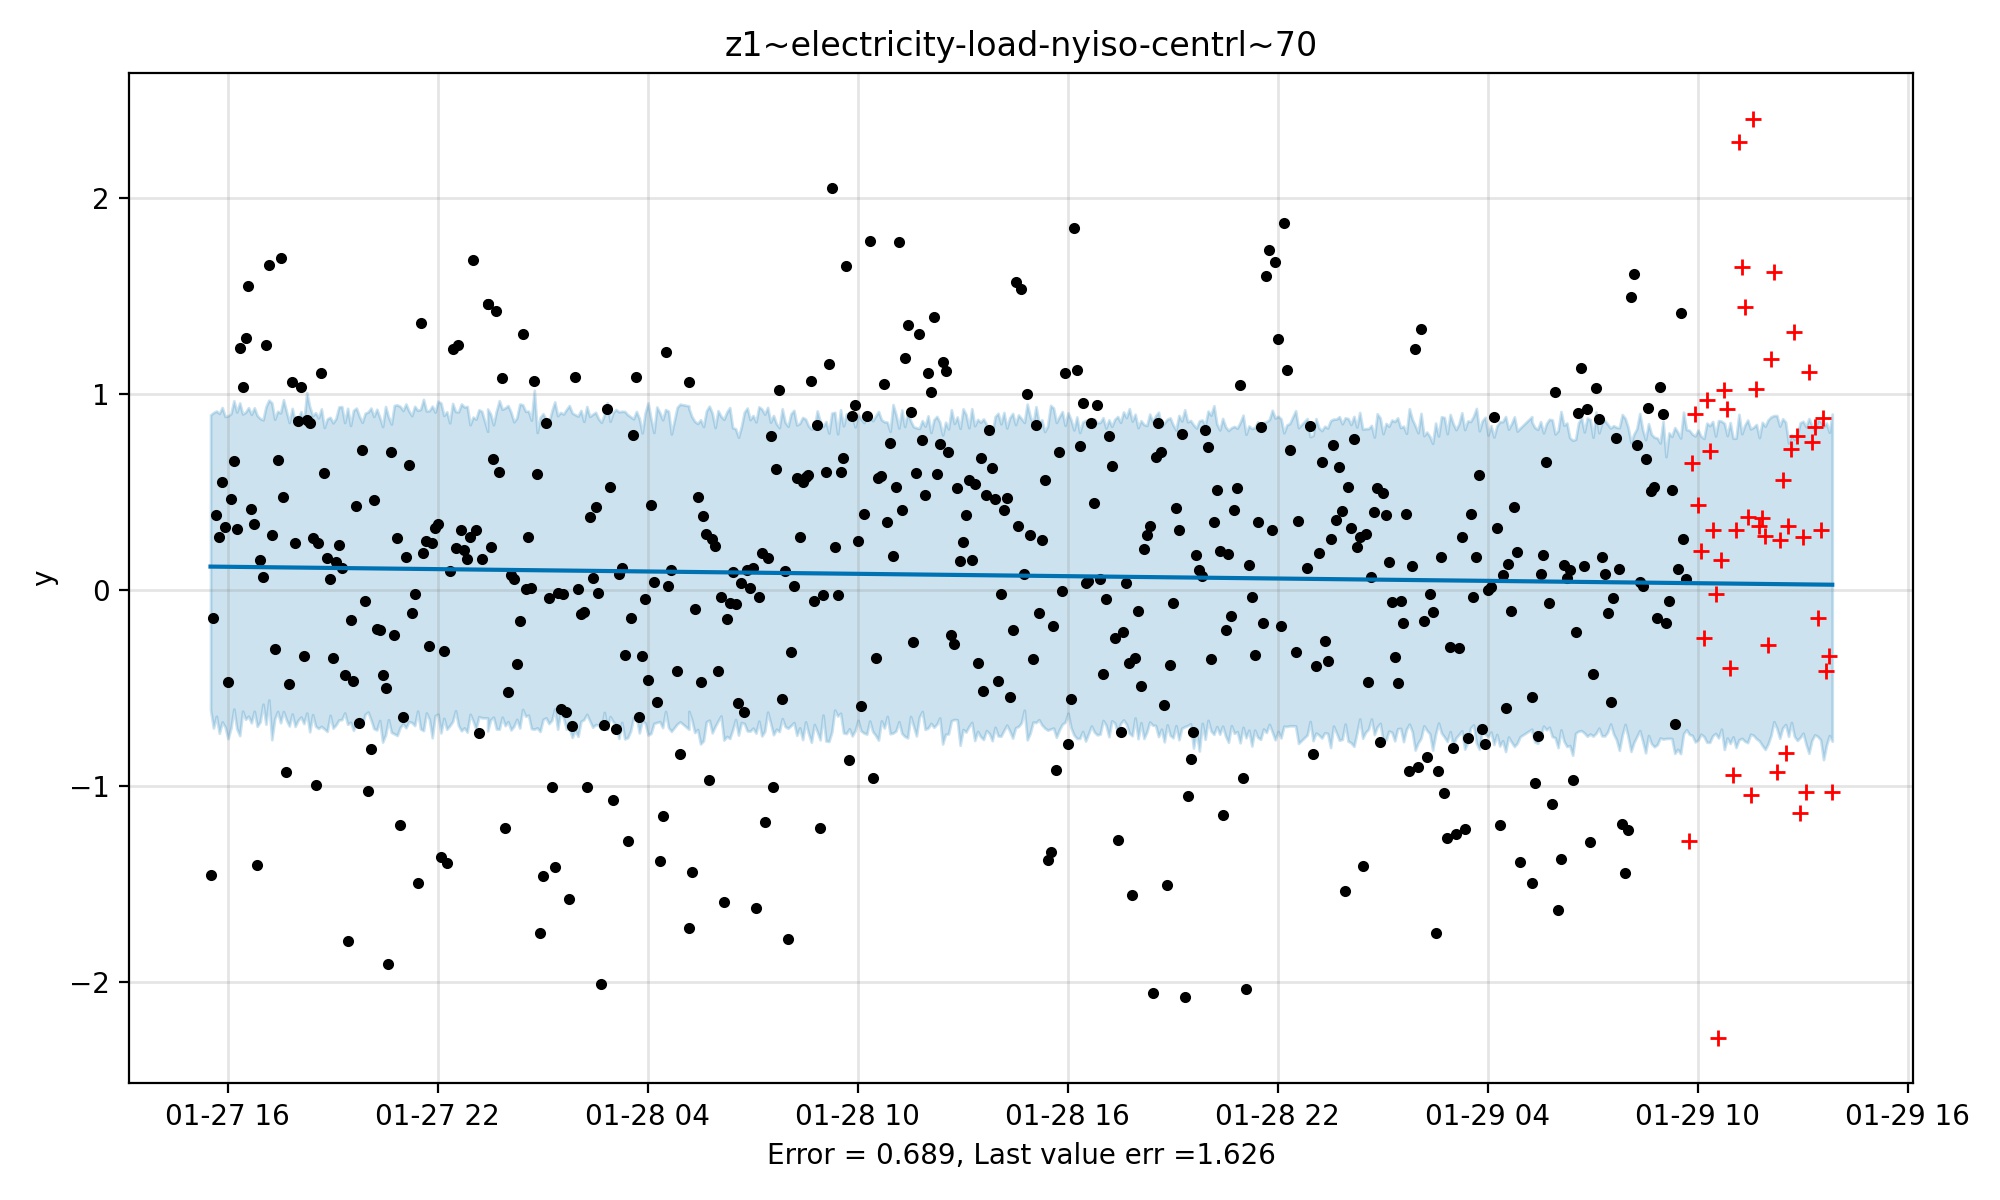 z1~electricity-load-nyiso-centrl~70
y
2
1
0
−1
−2
01-27 16 01-27 22 01-28 04 01-28 10 01-28 16 01-28 22 01-29 04 01-29 10 01-29 16
Error = 0.689, Last value err =1.626